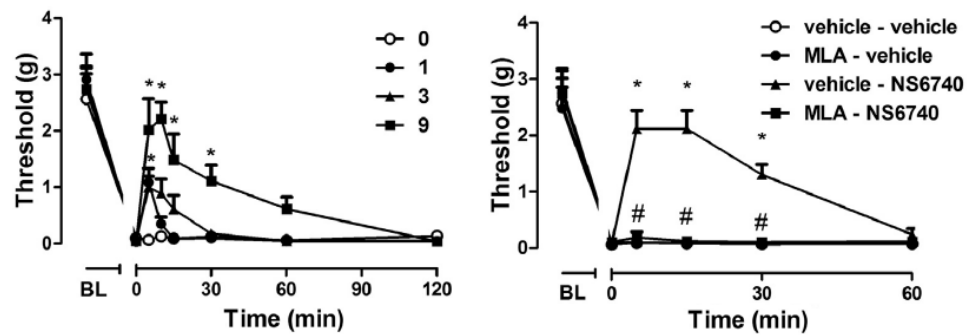 Threshold (g)
4
3
2
1
0
0
1
3
9
* *
*
* *
BL
0 30 60 90 120
Time (min)
Threshold (g)
4
3
2
1
0
vehicle - vehicle
MLA - vehicle
vehicle - NS6740
MLA - NS6740
* *
*
# # #
BL
0 30 60
Time (min)